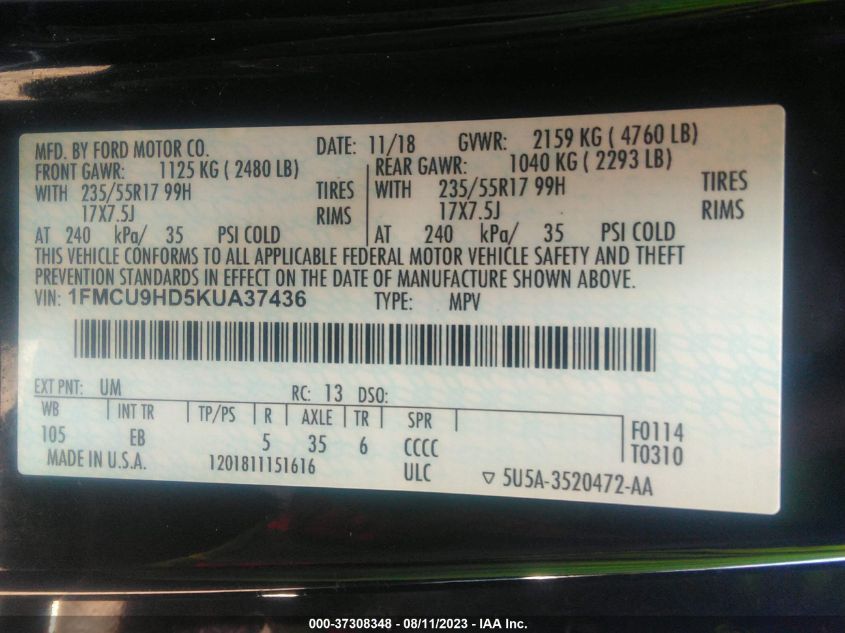 MFD. BY FORD MOTOR CO. DATE: 11/18 GVWR: 2159 KG ( 4760 LB)
FRONT GAWR: 1125 KG ( 2480 LB) REAR GAWR: 1040 KG ( 2293 LB)
WITH 235/55R17 99H TIRES WITH 235/55R17 99H TIRES
17X7.5J RIMS 17X7.5J RIMS
AT 240 kPa/ 35 PSI COLD AT 240 kPa/ 35 PSI COLD
THIS VEHICLE CONFORMS TO ALL APPLICABLE FEDERAL MOTOR VEHICLE SAFETY AND THEFT
PREVENTION STANDARDS IN EFFECT ON THE DATE OF MANUFACTURE SHOWN ABOVE.
VIN: 1FMCU9HD5KUA37436 TYPE: MPV
EXT PNT: UM RC: 13 DSO:
WB INT TR TP/PS R AXLE TR SPR
105 EB 5 35 6 CCCC F0114
MADE IN U.S.A. 1201811151616 ULC T0310
5U5A-3520472-AA
000-37308348 - 08/11/2023 - IAA Inc.